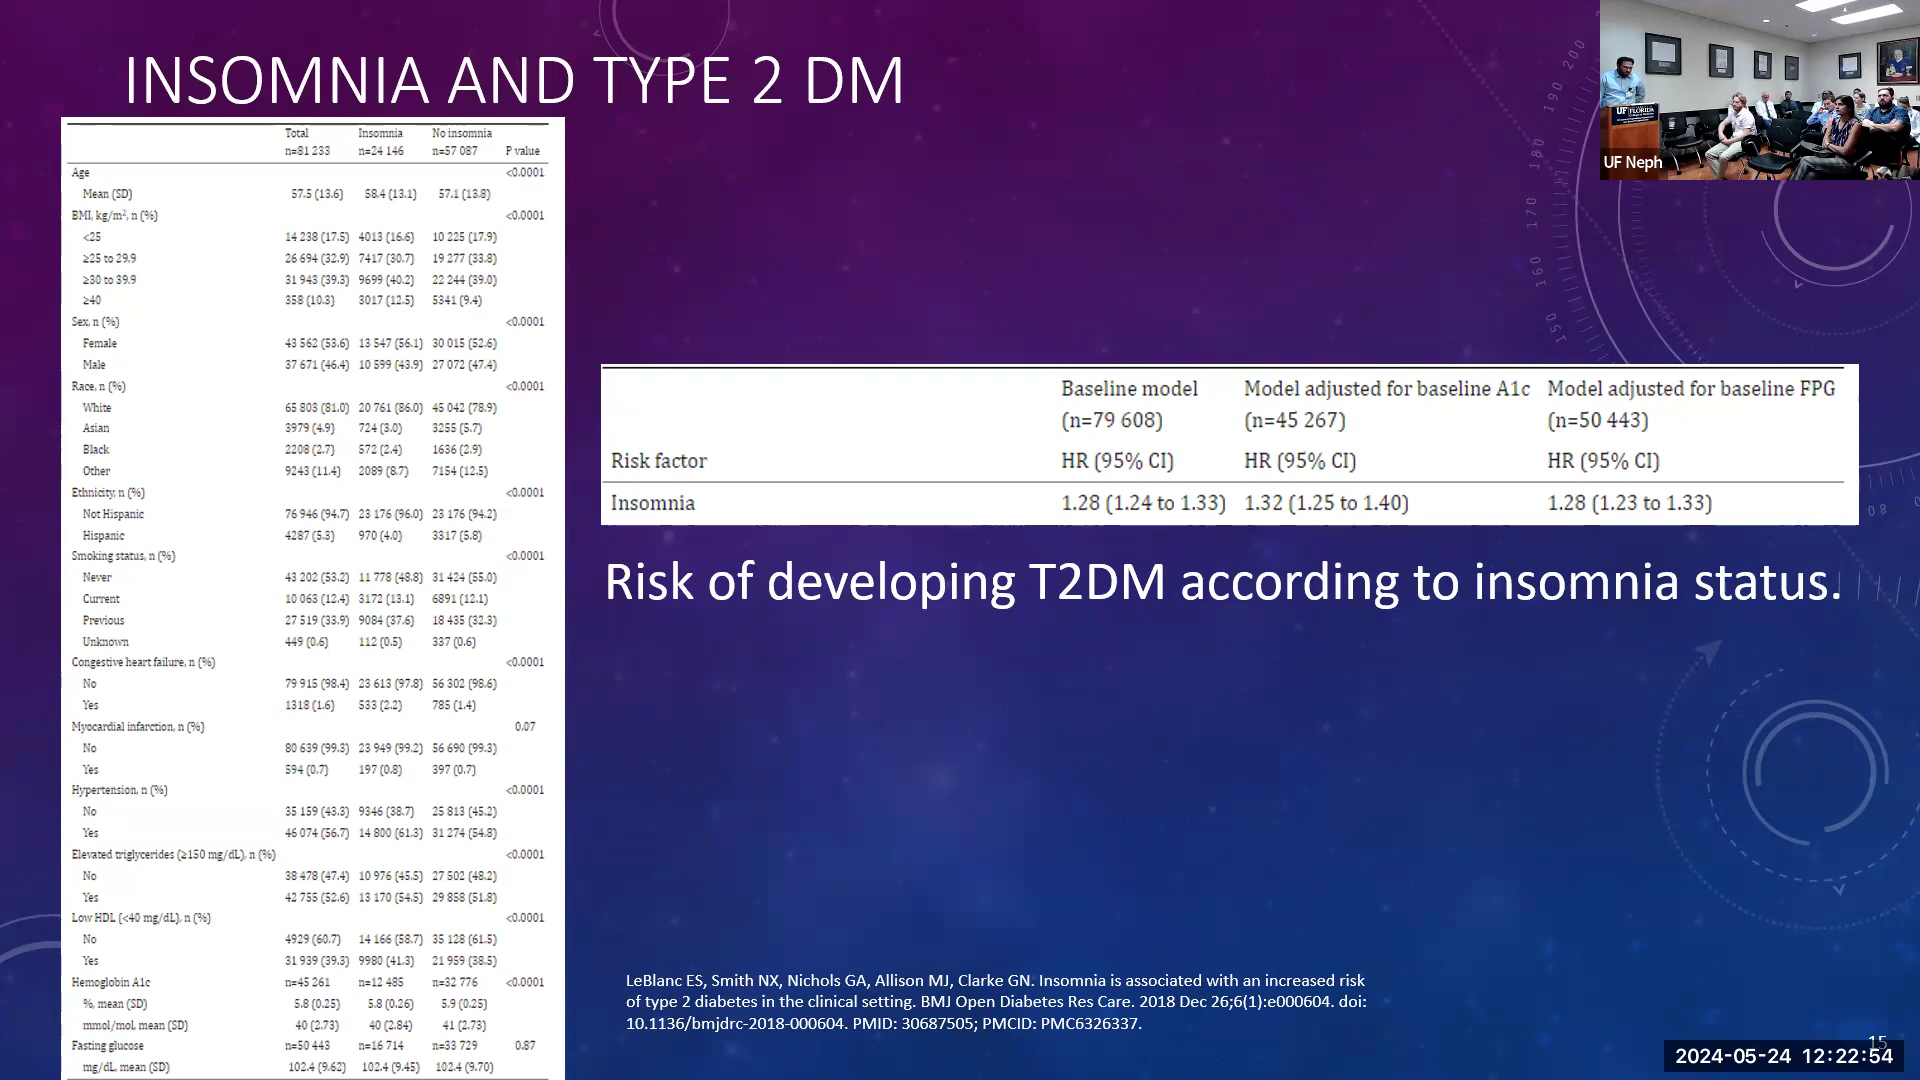 INSOMNIA AND TYPE 2 DM
Total Insomnia No insomnia
n=81 233 n=24 146 n=57 087 P value
Age <0.0001
Mean (SD) 57.5 (13.6) 58.4 (13.1) 57.1 (13.8)
BMI, kg/m², n (%) <0.0001
<25 14 238 (17.5) 4013 (16.6) 10 225 (17.9)
≥25 to 29.9 26 694 (32.9) 7417 (30.7) 19 277 (33.8)
≥30 to 39.9 31 943 (39.3) 9699 (40.2) 22 244 (39.0)
≥40 358 (10.3) 3017 (12.5) 5341 (9.4)
Sex, n (%) <0.0001
Female 43 562 (53.6) 13 547 (56.1) 30 015 (52.6)
Male 37 671 (46.4) 10 599 (43.9) 27 072 (47.4)
Race, n (%) <0.0001
White 65 803 (81.0) 20 761 (86.0) 45 042 (78.9)
Asian 3979 (4.9) 724 (3.0) 3255 (5.7)
Black 2208 (2.7) 572 (2.4) 1636 (2.9)
Other 9243 (11.4) 2089 (8.7) 7154 (12.5)
Ethnicity, n (%) <0.0001
Not Hispanic 76 946 (94.7) 23 176 (96.0) 23 176 (94.2)
Hispanic 4287 (5.3) 970 (4.0) 3317 (5.8)
Smoking status, n (%) <0.0001
Never 43 202 (53.2) 11 778 (48.8) 31 424 (55.0)
Current 10 063 (12.4) 3172 (13.1) 6891 (12.1)
Previous 27 519 (33.9) 9084 (37.6) 18 435 (32.3)
Unknown 449 (0.6) 112 (0.5) 337 (0.6)
Congestive heart failure, n (%) <0.0001
No 79 915 (98.4) 23 613 (97.8) 56 302 (98.6)
Yes 1318 (1.6) 533 (2.2) 785 (1.4)
Myocardial infarction, n (%) 0.07
No 80 639 (99.3) 23 949 (99.2) 56 690 (99.3)
Yes 594 (0.7) 197 (0.8) 397 (0.7)
Hypertension, n (%) <0.0001
No 35 159 (43.3) 9346 (38.7) 25 813 (45.2)
Yes 46 074 (56.7) 14 800 (61.3) 31 274 (54.8)
Elevated triglycerides (≥150 mg/dL), n (%) <0.0001
No 38 478 (47.4) 10 976 (45.5) 27 502 (48.2)
Yes 42 755 (52.6) 13 170 (54.5) 29 858 (51.8)
Low HDL (<40 mg/dL), n (%) <0.0001
No 4929 (60.7) 14 166 (58.7) 35 128 (61.5)
Yes 31 939 (39.3) 9980 (41.3) 21 959 (38.5)
Hemoglobin A1c n=45 261 n=12 485 n=32 776 <0.0001
%, mean (SD) 5.8 (0.25) 5.8 (0.26) 5.9 (0.25)
mmol/mol, mean (SD) 40 (2.73) 40 (2.84) 41 (2.73)
Fasting glucose n=50 443 n=16 714 n=33 729 0.87
mg/dL, mean (SD) 102.4 (9.62) 102.4 (9.45) 102.4 (9.70)
Baseline model Model adjusted for baseline A1c Model adjusted for baseline FPG
(n=79 608) (n=45 267) (n=50 443)
Risk factor HR (95% CI) HR (95% CI) HR (95% CI)
Insomnia 1.28 (1.24 to 1.33) 1.32 (1.25 to 1.40) 1.28 (1.23 to 1.33)
Risk of developing T2DM according to insomnia status.
LeBlanc ES, Smith NX, Nichols GA, Allison MJ, Clarke GN. Insomnia is associated with an increased risk
of type 2 diabetes in the clinical setting. BMJ Open Diabetes Res Care. 2018 Dec 26;6(1):e000604. doi:
10.1136/bmjdrc-2018-000604. PMID: 30687505; PMCID: PMC6326337.
15
2024-05-24 12:22:54
UF FLORIDA
UF Neph
200
190
180
170
160
150
80